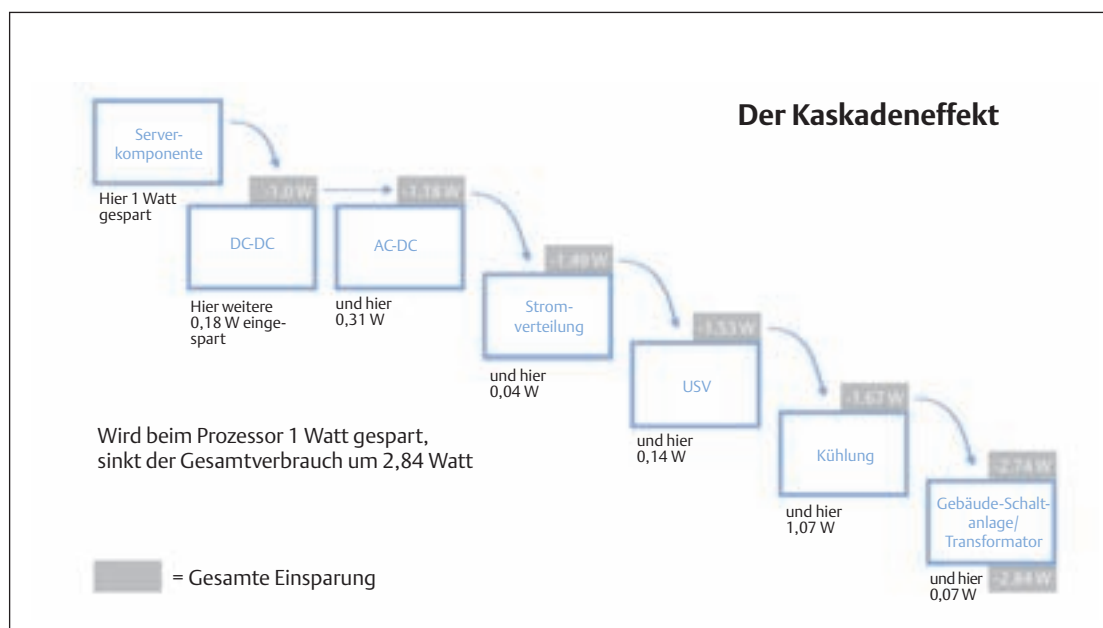 Der Kaskadeneffekt
Server-
komponente
Hier 1 Watt
gespart
-1.0 W
DC-DC
Hier weitere
0,18 W einge-
spart
-1.18 W
AC-DC
und hier
0,31 W
-1.49 W
Strom-
verteilung
und hier
0,04 W
-1.53 W
USV
und hier
0,14 W
-1.67 W
Kühlung
und hier
1,07 W
-2.74 W
Gebäude-Schalt-
anlage/
Transformator
-2.84 W
und hier
0,07 W
Wird beim Prozessor 1 Watt gespart,
sinkt der Gesamtverbrauch um 2,84 Watt
= Gesamte Einsparung